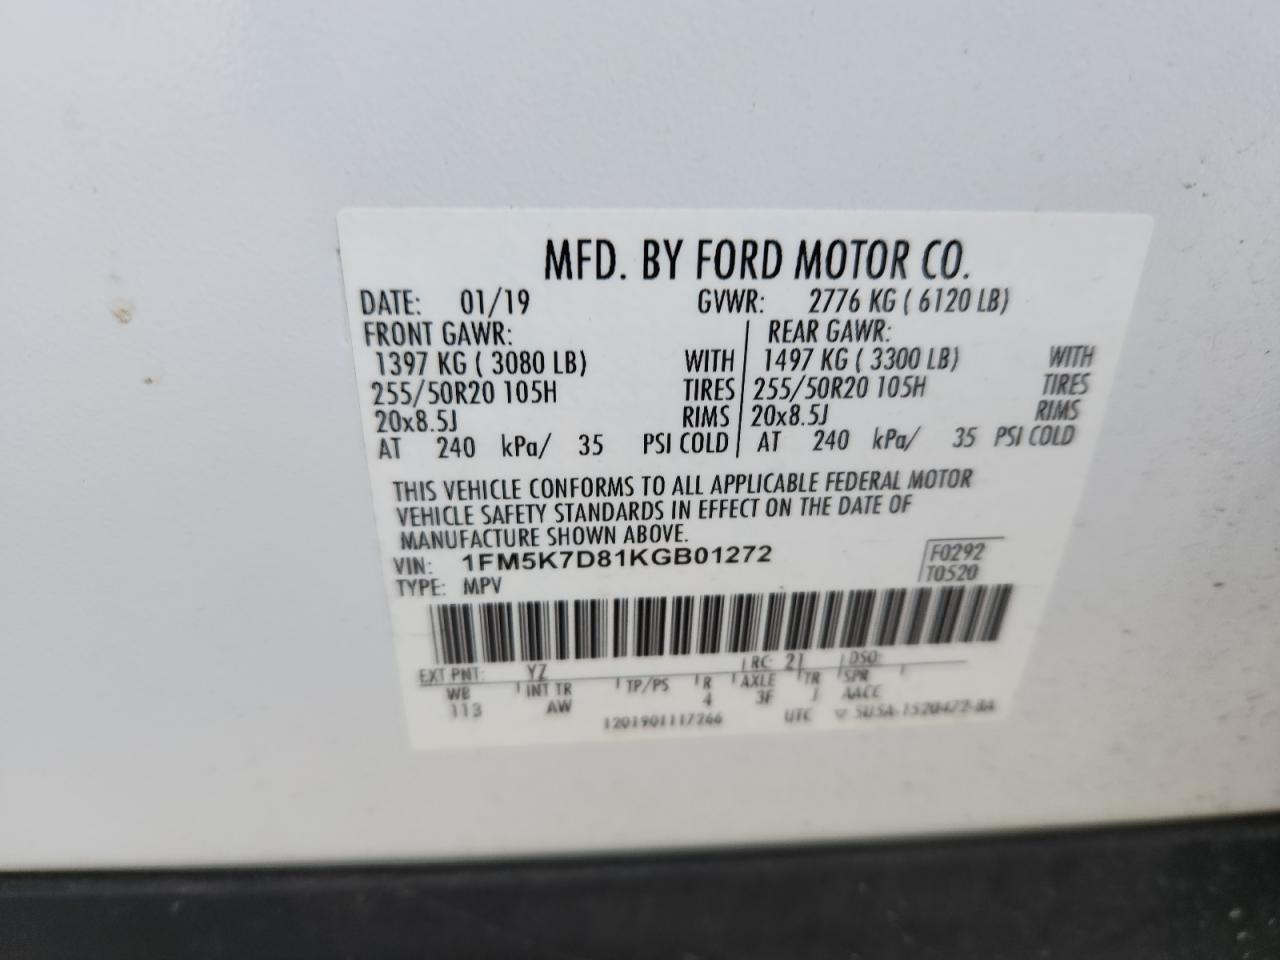 MFD. BY FORD MOTOR CO.
DATE: 01/19 GVWR: 2776 KG ( 6120 LB)
FRONT GAWR: REAR GAWR:
1397 KG ( 3080 LB) WITH 1497 KG ( 3300 LB) WITH
255/50R20 105H TIRES 255/50R20 105H TIRES
20x8.5J RIMS 20x8.5J RIMS
AT 240 kPa/ 35 PSI COLD AT 240 kPa/ 35 PSI COLD
THIS VEHICLE CONFORMS TO ALL APPLICABLE FEDERAL MOTOR
VEHICLE SAFETY STANDARDS IN EFFECT ON THE DATE OF
MANUFACTURE SHOWN ABOVE.
VIN: 1FM5K7D81KGB01272 F0292
TYPE: MPV T0520
EXT PNT: YZ RC: 21 DSO:
WB INT TR TP/PS R AXLE TR SPR
113 AW 4 3F J AACC
1201901117266 UTC